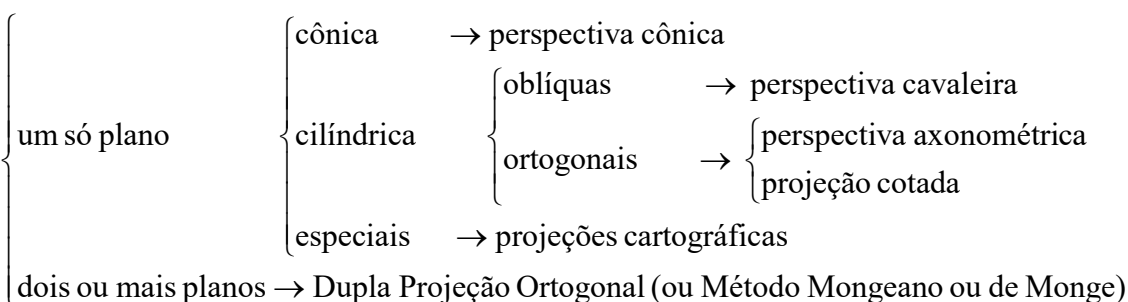 cônica → perspectiva cônica
oblíquas → perspectiva cavaleira
um só plano
cilíndrica
perspectiva axonométrica
ortogonais →
projeção cotada
especiais → projeções cartográficas
dois ou mais planos → Dupla Projeção Ortogonal (ou Método Mongeano ou de Monge)